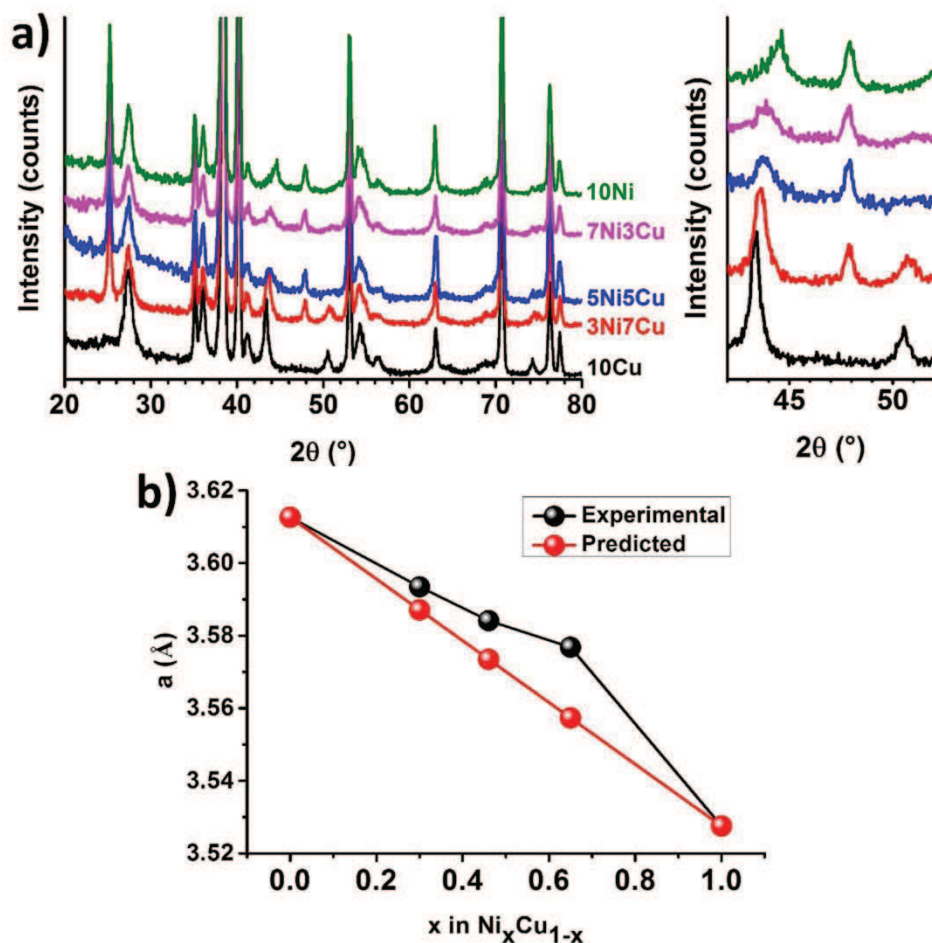 a)
Intensity (counts)
10Ni
7Ni3Cu
5Ni5Cu
3Ni7Cu
10Cu
20 30 40 50 60 70 80
2θ (°)
Intensity (counts)
45 50
2θ (°)
b)
3.62
3.60
3.58
3.56
3.54
3.52
a (Å)
Experimental
Predicted
0.0 0.2 0.4 0.6 0.8 1.0
x in NiₓCu₁₋ₓ